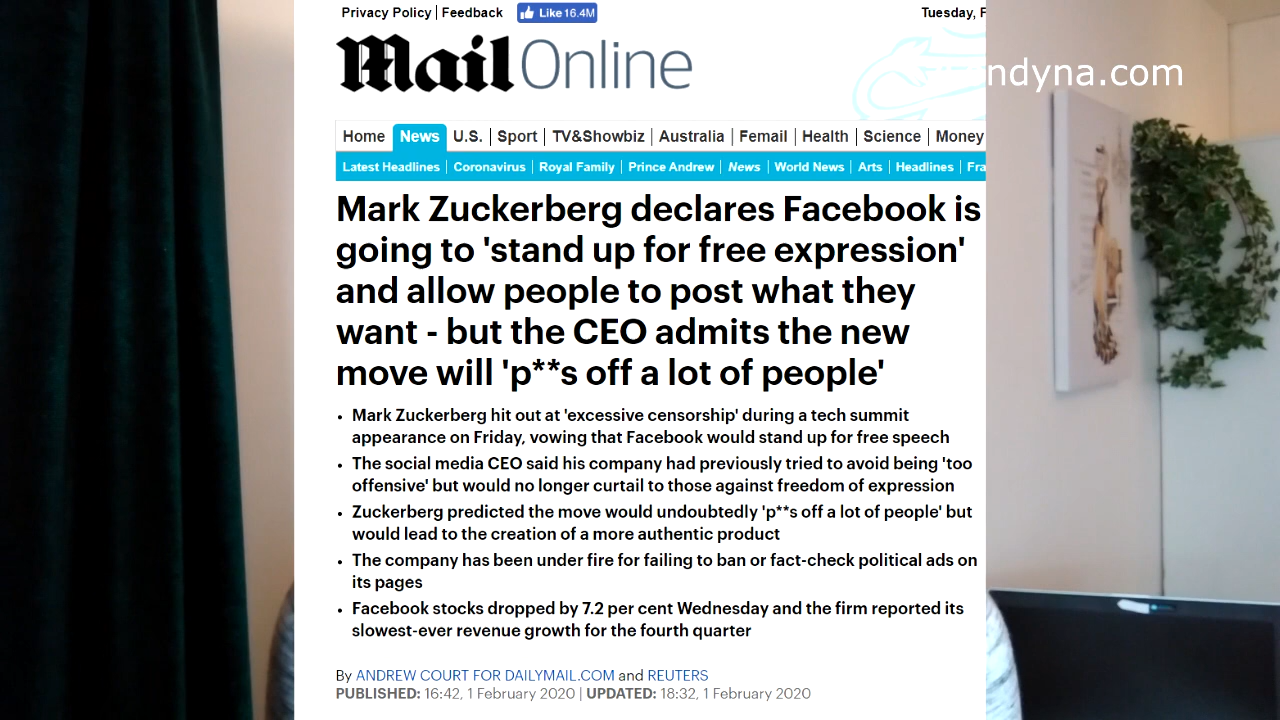 Privacy Policy | Feedback Like 16.4M Tuesday, F
Mail Online
ndyna.com
Home News U.S. Sport TV&Showbiz Australia Femail Health Science Money
Latest Headlines Coronavirus Royal Family Prince Andrew News World News Arts Headlines Fra
Mark Zuckerberg declares Facebook is
going to 'stand up for free expression'
and allow people to post what they
want - but the CEO admits the new
move will 'p**s off a lot of people'
• Mark Zuckerberg hit out at 'excessive censorship' during a tech summit
appearance on Friday, vowing that Facebook would stand up for free speech
• The social media CEO said his company had previously tried to avoid being 'too
offensive' but would no longer curtail to those against freedom of expression
• Zuckerberg predicted the move would undoubtedly 'p**s off a lot of people' but
would lead to the creation of a more authentic product
• The company has been under fire for failing to ban or fact-check political ads on
its pages
• Facebook stocks dropped by 7.2 per cent Wednesday and the firm reported its
slowest-ever revenue growth for the fourth quarter
By ANDREW COURT FOR DAILYMAIL.COM and REUTERS
PUBLISHED: 16:42, 1 February 2020 | UPDATED: 18:32, 1 February 2020